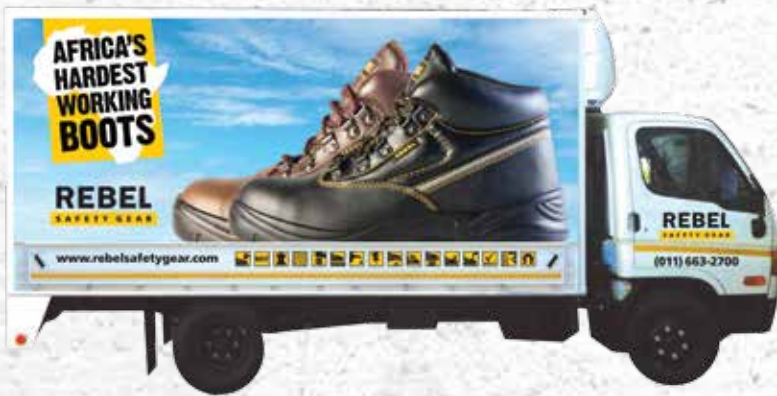 AFRICA'S
HARDEST
WORKING
BOOTS
REBEL
SAFETY GEAR
www.rebelsafetygear.com
REBEL
SAFETY GEAR
(011) 663-2700